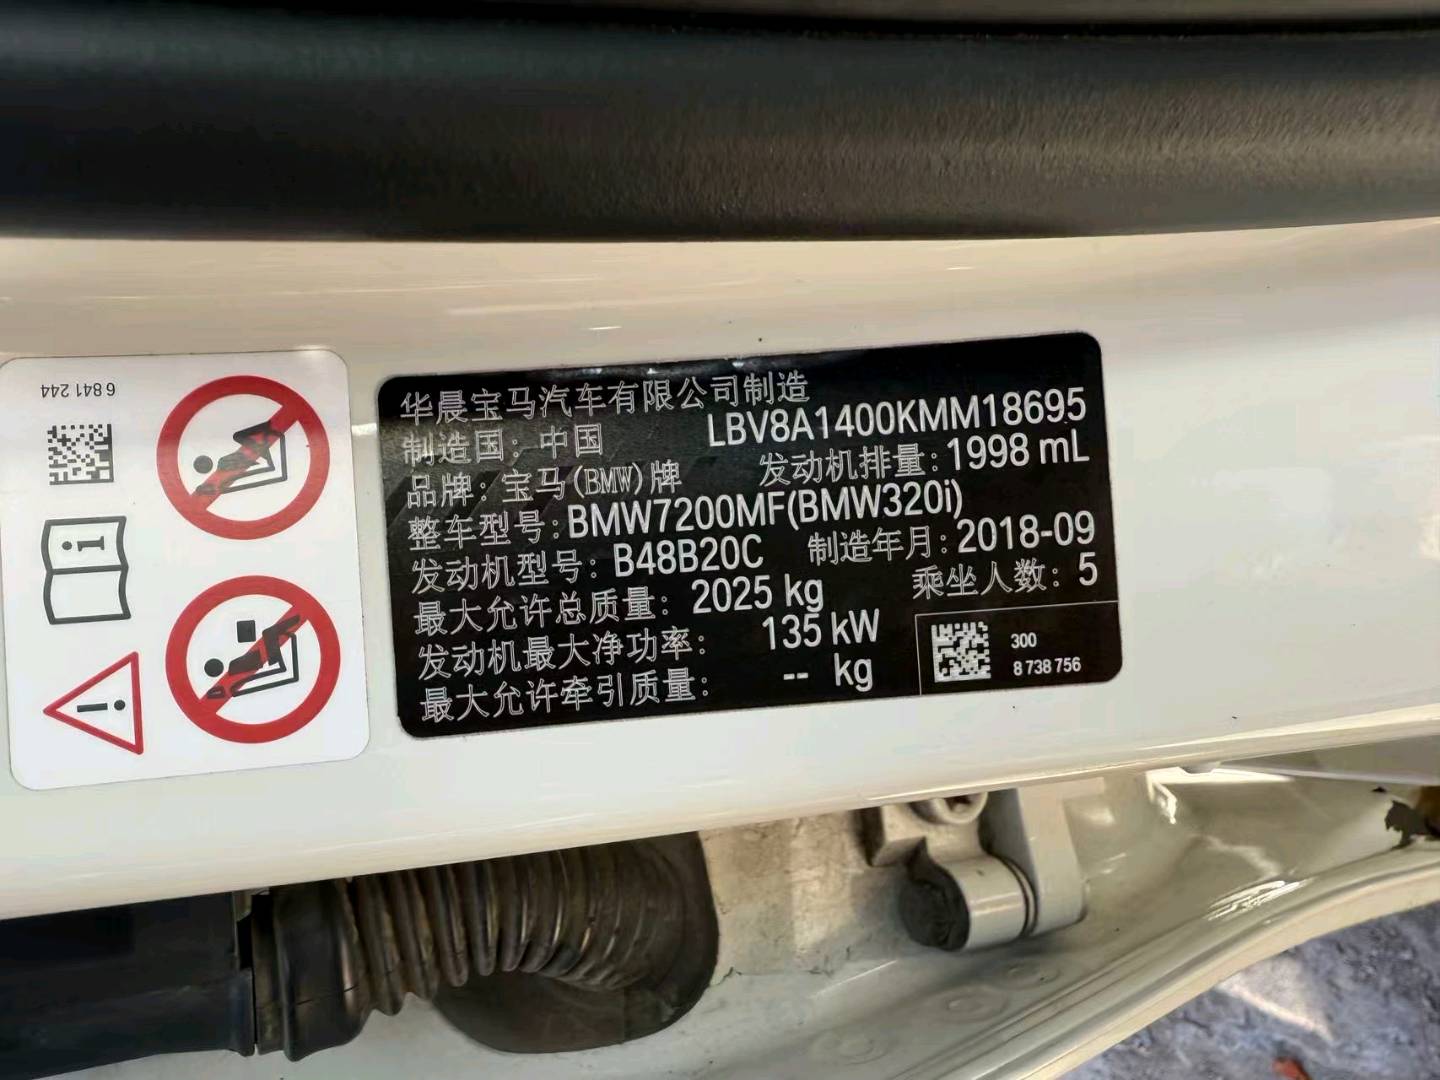 6 841 244
华晨宝马汽车有限公司制造
制造国：中国 LBV8A1400KMM18695
品牌：宝马(BMW)牌 发动机排量：1998 mL
整车型号：BMW7200MF(BMW320i)
发动机型号：B48B20C 制造年月：2018-09
最大允许总质量：2025 kg 乘坐人数：5
发动机最大净功率：135 kW
最大允许牵引质量：-- kg
300
8 738 756